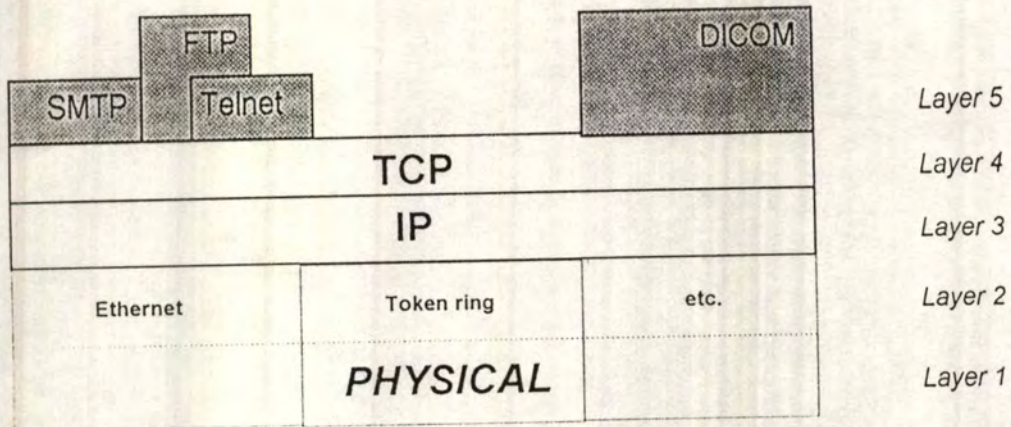 FTP
DICOM
SMTP
Telnet
Layer 5
TCP
Layer 4
IP
Layer 3
Ethernet
Token ring
etc.
Layer 2
PHYSICAL
Layer 1